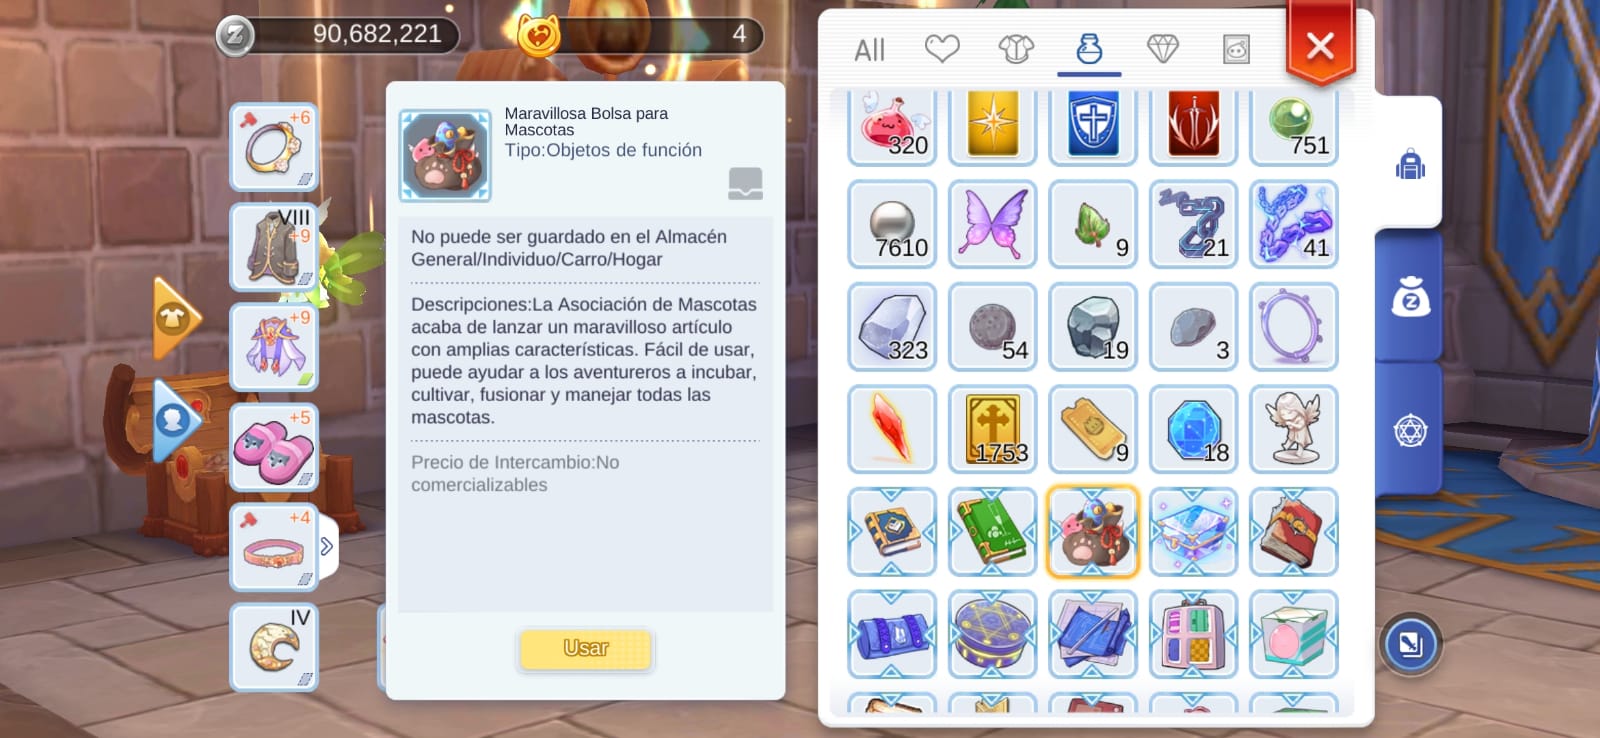 90,682,221
4
All
+6
VIII
+9
+9
+5
+4
IV
Maravillosa Bolsa para
Mascotas
Tipo:Objetos de función
No puede ser guardado en el Almacén
General/Individuo/Carro/Hogar
Descripciones:La Asociación de Mascotas
acaba de lanzar un maravilloso artículo
con amplias características. Fácil de usar,
puede ayudar a los aventureros a incubar,
cultivar, fusionar y manejar todas las
mascotas.
Precio de Intercambio:No
comercializables
Usar
320
751
7610
9
21
41
323
54
19
3
1753
9
18